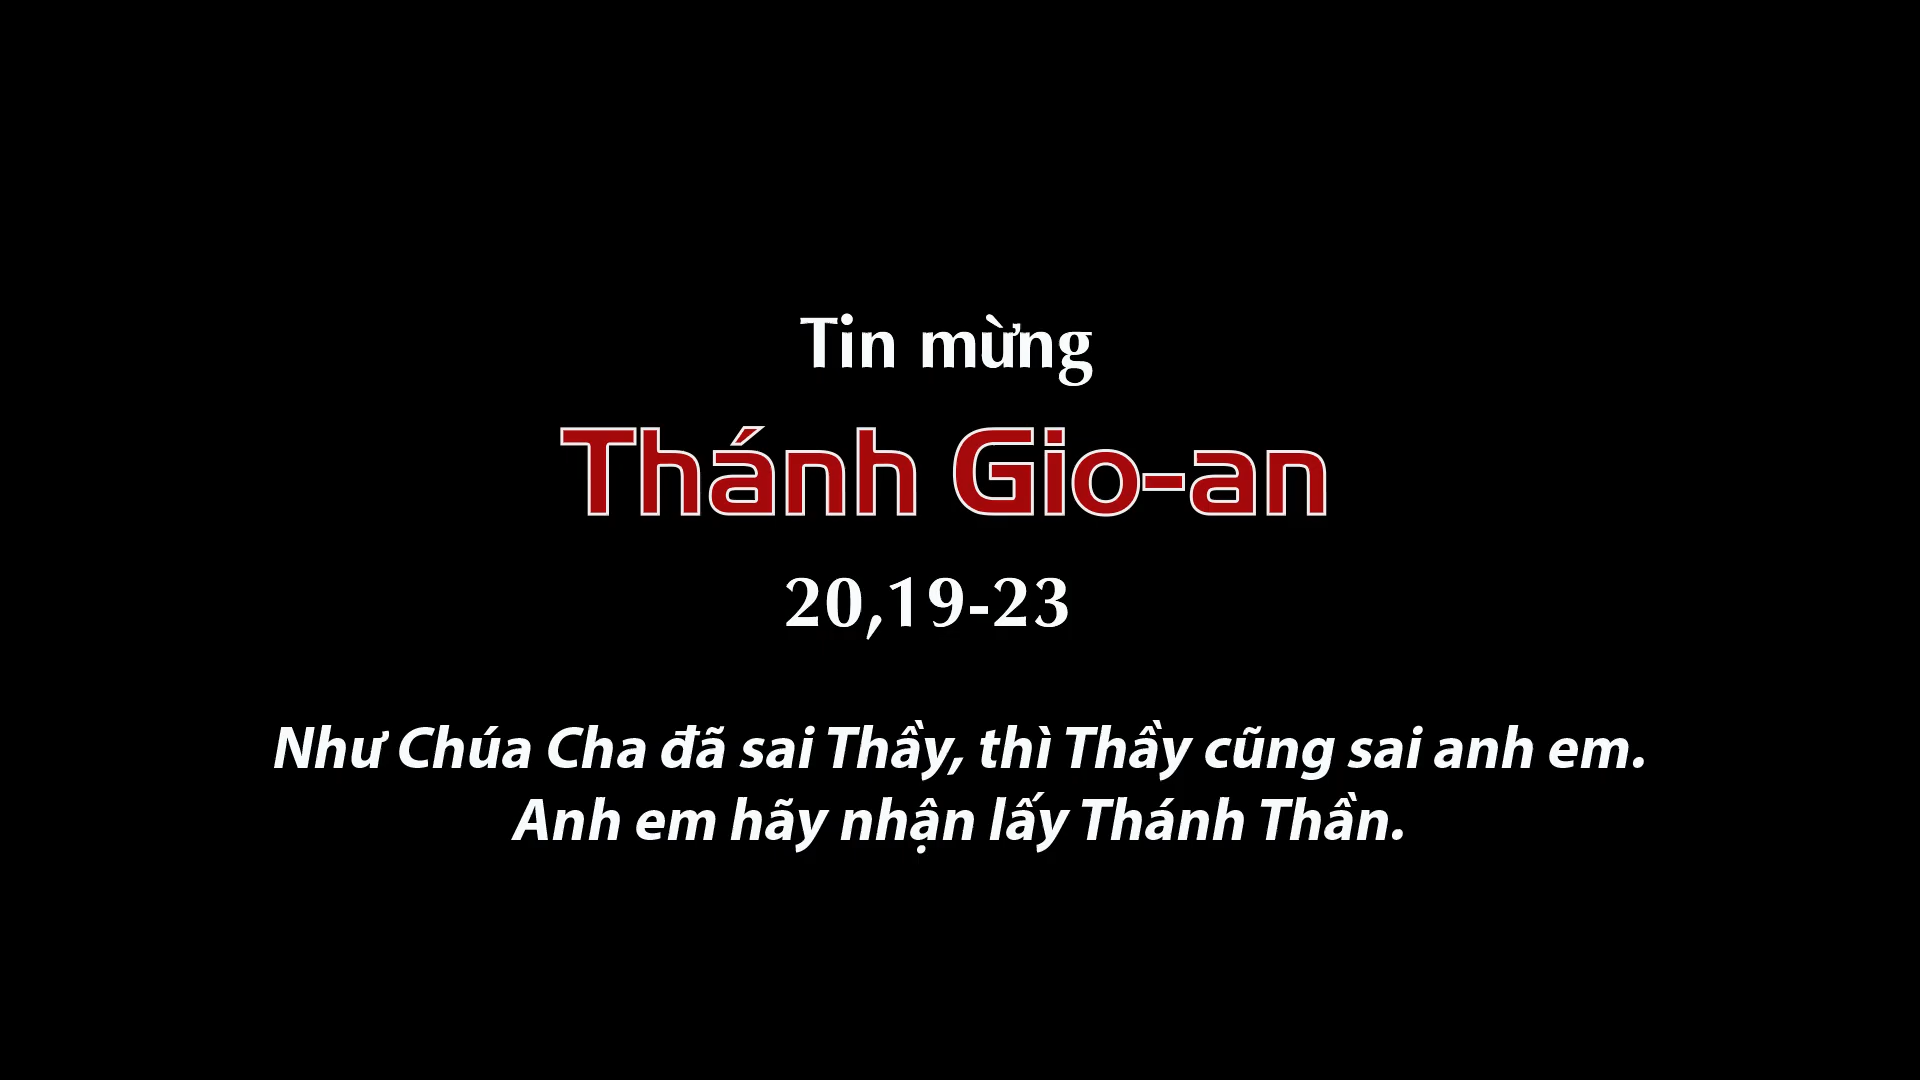 Tin mừng
Thánh Gio-an
20,19-23
Như Chúa Cha đã sai Thầy, thì Thầy cũng sai anh em.
Anh em hãy nhận lấy Thánh Thần.